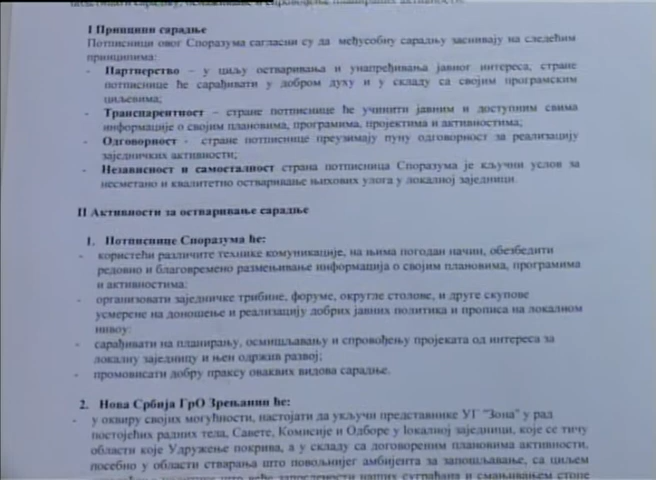 I Принципи сарадње
Потписници овог Споразума сагласни су да међусобну сарадњу заснивају на следећим
принципима:
- Партнерство – у циљу остваривања и унапређивања јавног интереса, стране
потписнице ће сарађивати у добром духу и у складу са својим програмским
циљевима;
- Транспарентност – стране потписнице ће учинити јавним и доступним свима
информације о својим плановима, програмима, пројектима и активностима;
- Одговорност - стране потписнице преузимају пуну одговорност за реализацију
заједничких активности;
- Независност и самосталност страна потписница Споразума је кључни услов за
несметано и квалитетно остваривање њихових улога у локалној заједници.
II Активности за остваривање сарадње
1. Потписнице Споразума ће:
- користећи различите технике комуникације, на њима погодан начин, обезбедити
редовно и благовремено размењивање информација о својим плановима, програмима
и активностима;
- организовати заједничке трибине, форуме, округле столове, и друге скупове
усмерене на доношење и реализацију добрих јавних политика и прописа на локалном
нивоу;
- сарађивати на планирању, осмишљавању и спровођењу пројеката од интереса за
локалну заједницу и њен одржив развој;
- промовисати добру праксу оваквих видова сарадње.
2. Нова Србија ГрО Зрењанин ће:
- у оквиру својих могућности, настојати да укључи представнике УГ "Зона" у рад
постојећих радних тела, Савете, Комисије и Одборе у локалној заједници, које се тичу
области које Удружење покрива, а у складу са договореним плановима активности,
посебно у области стварања што повољнијег амбијента за запошљавање, са циљем